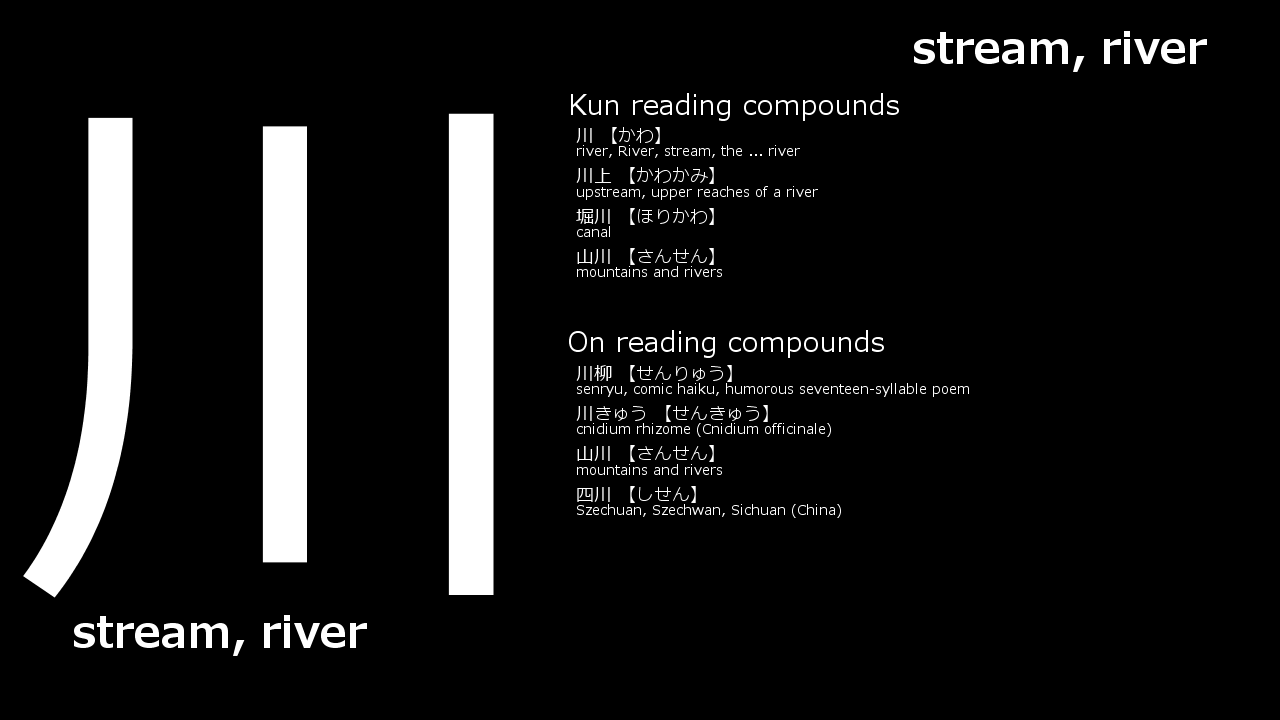 stream, river
川
stream, river
Kun reading compounds
川 【かわ】
river, River, stream, the ... river
川上 【かわかみ】
upstream, upper reaches of a river
堀川 【ほりかわ】
canal
山川 【さんせん】
mountains and rivers
On reading compounds
川柳 【せんりゅう】
senryu, comic haiku, humorous seventeen-syllable poem
川きゅう 【せんきゅう】
cnidium rhizome (Cnidium officinale)
山川 【さんせん】
mountains and rivers
四川 【しせん】
Szechuan, Szechwan, Sichuan (China)